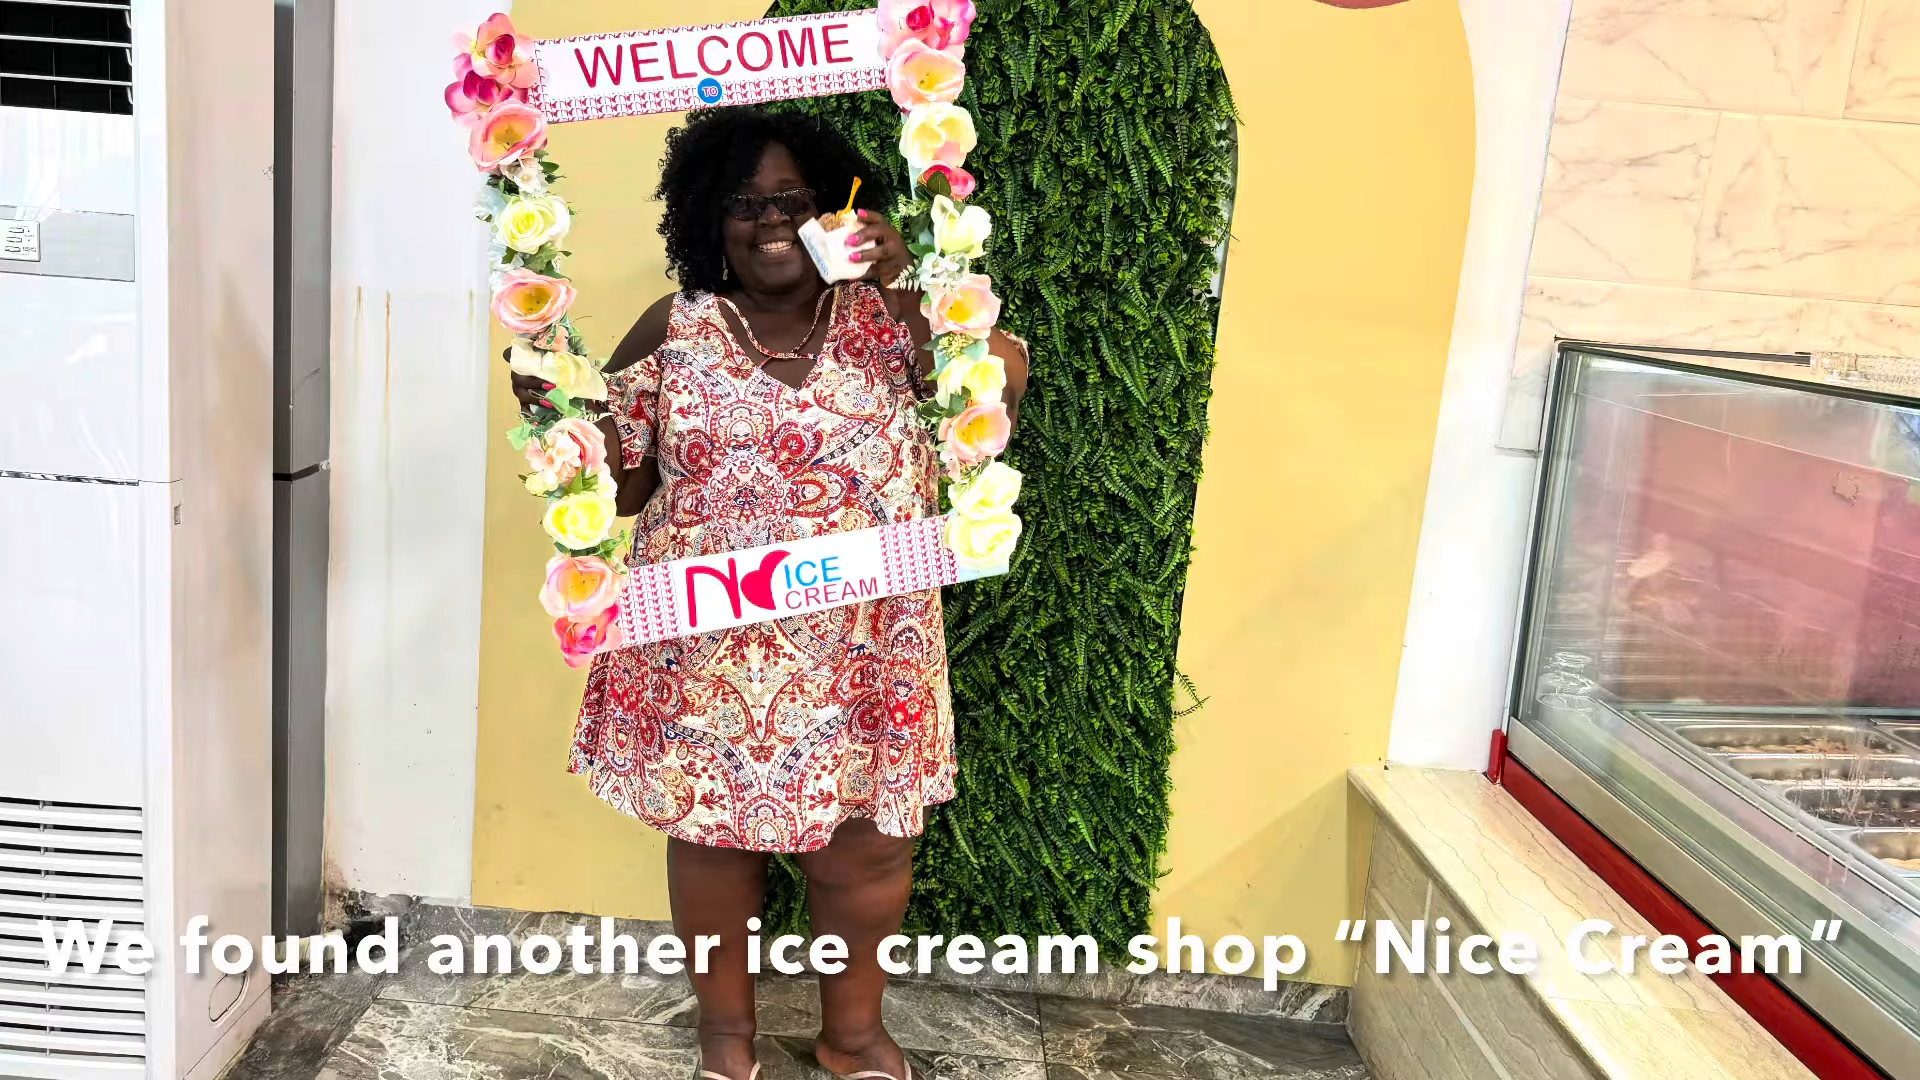 WELCOME
TO
N ICE
CREAM
We found another ice cream shop “Nice Cream”